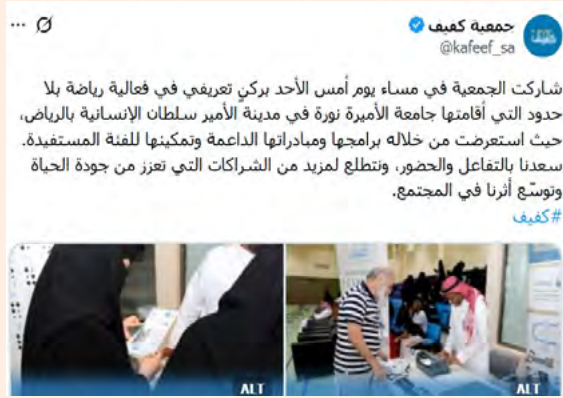 جمعية كفيف
@kafeef_sa
شاركت الجمعية في مساء يوم أمس الأحد بركنٍ تعريفي في فعالية رياضة بلا
حدود التي أقامتها جامعة الأميرة نورة في مدينة الأمير سلطان الإنسانية بالرياض،
حيث استعرضت من خلاله برامجها ومبادراتها الداعمة وتمكينها للفئة المستفيدة.
سعدنا بالتفاعل والحضور، ونتطلع لمزيد من الشراكات التي تعزز من جودة الحياة
وتوسّع أثرنا في المجتمع.
#كفيف
ALT
ALT